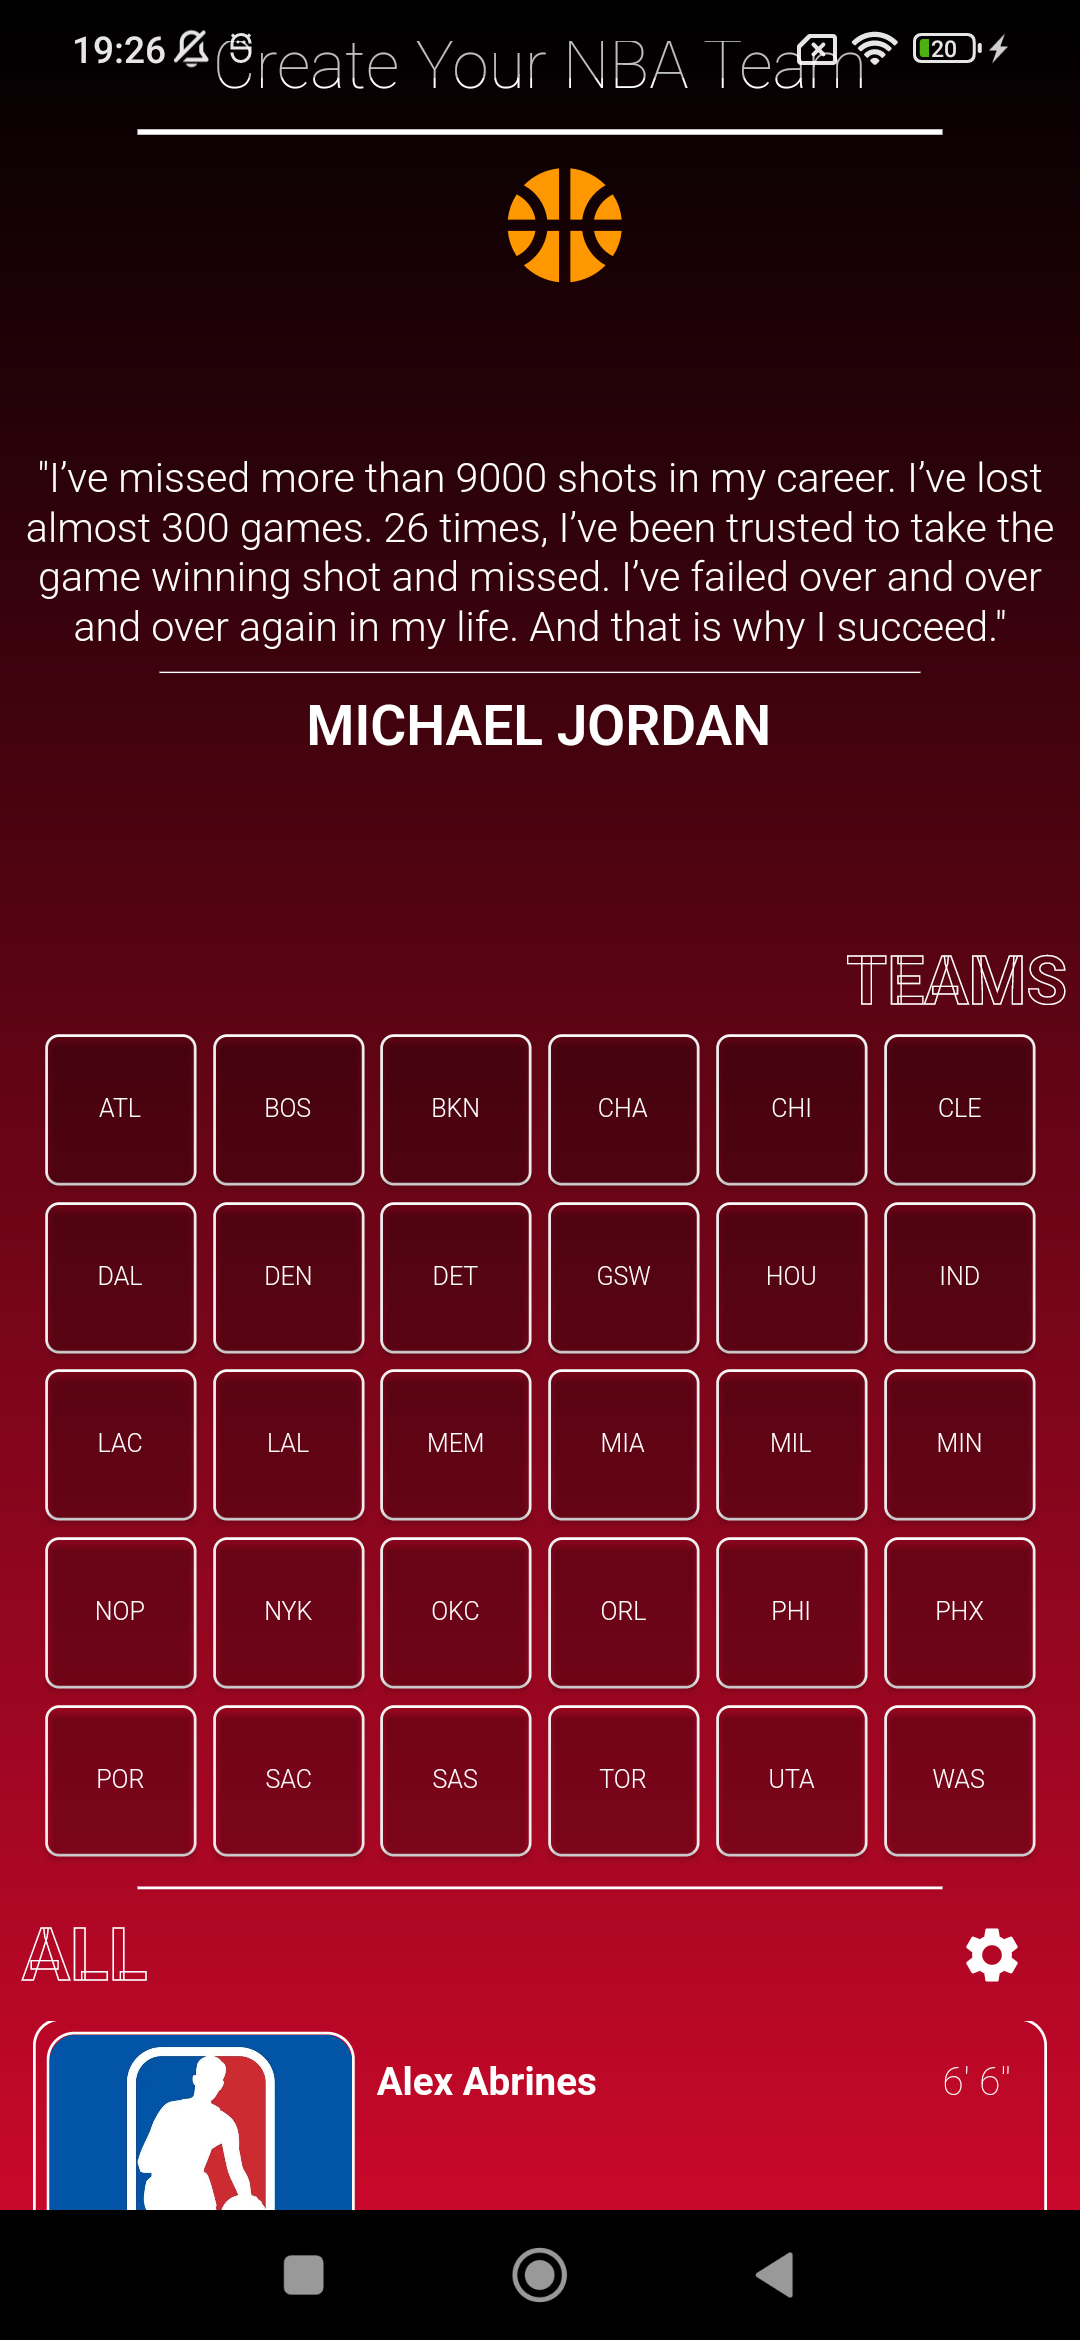 19:26
20
Create Your NBA Team
"I’ve missed more than 9000 shots in my career. I’ve lost
almost 300 games. 26 times, I’ve been trusted to take the
game winning shot and missed. I’ve failed over and over
and over again in my life. And that is why I succeed."
MICHAEL JORDAN
TEAMS
ATL BOS BKN CHA CHI CLE
DAL DEN DET GSW HOU IND
LAC LAL MEM MIA MIL MIN
NOP NYK OKC ORL PHI PHX
POR SAC SAS TOR UTA WAS
ALL
Alex Abrines 6' 6"